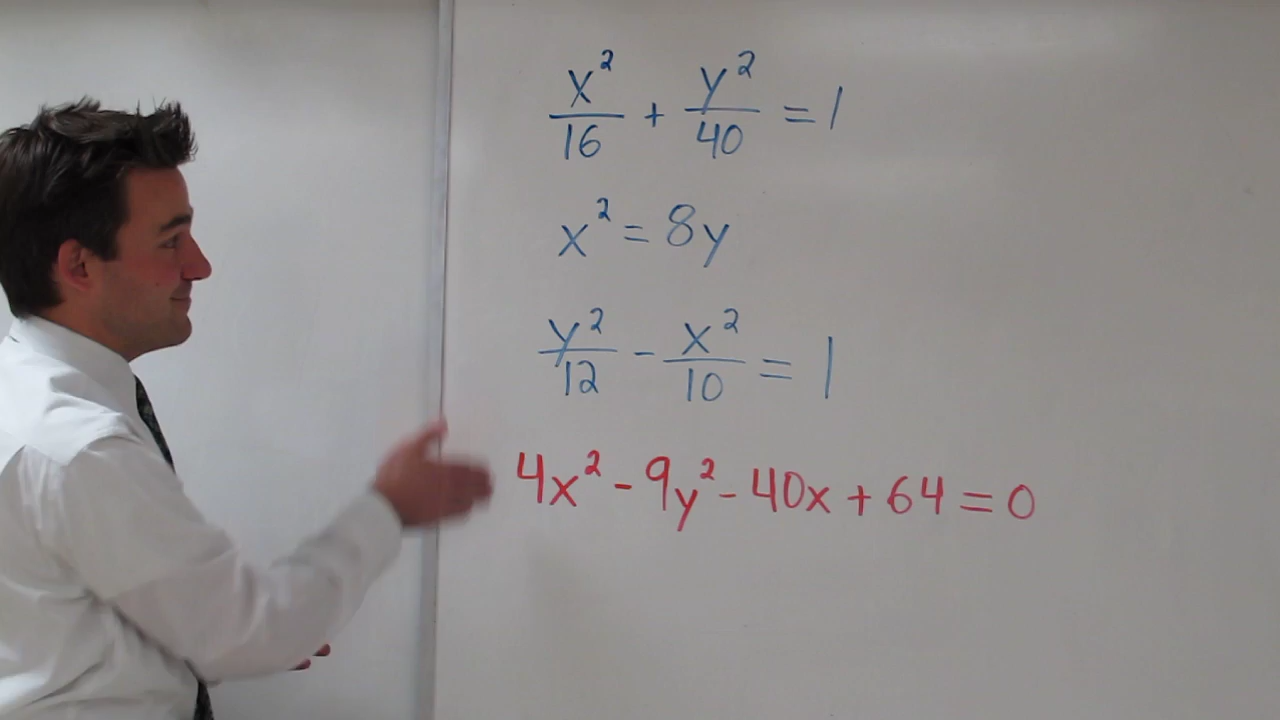 x²/16 + y²/40 = 1
x² = 8y
y²/12 - x²/10 = 1
4x² - 9y² - 40x + 64 = 0